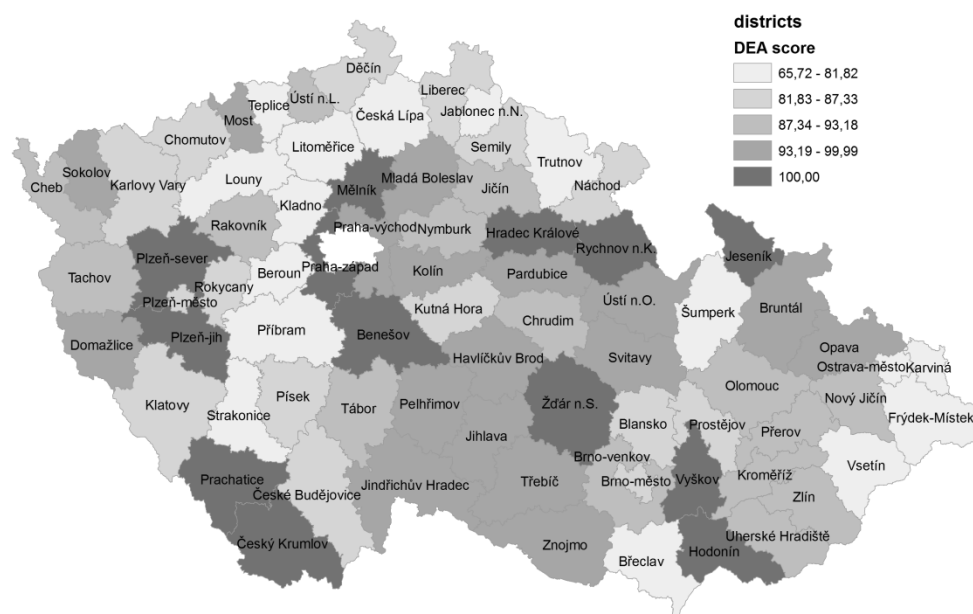 districts
DEA score
65,72 - 81,82
81,83 - 87,33
87,34 - 93,18
93,19 - 99,99
100,00
Děčín
Liberec
Teplice
Ústí n.L.
Česká Lípa
Jablonec n.N.
Most
Chomutov
Litoměřice
Semily
Trutnov
Sokolov
Karlovy Vary
Cheb
Louny
Mělník
Mladá Boleslav
Jičín
Náchod
Kladno
Rakovník
Praha-východ
Nymburk
Hradec Králové
Rychnov n.K.
Jeseník
Plzeň-sever
Tachov
Beroun
Praha-západ
Kolín
Pardubice
Rokycany
Plzeň-město
Kutná Hora
Ústí n.O.
Šumperk
Bruntál
Příbram
Benešov
Chrudim
Plzeň-jih
Domažlice
Havlíčkův Brod
Svitavy
Opava
Ostrava-město
Karviná
Olomouc
Nový Jičín
Klatovy
Strakonice
Písek
Tábor
Pelhřimov
Žďár n.S.
Blansko
Prostějov
Přerov
Frýdek-Místek
Jihlava
Brno-venkov
Vsetín
Prachatice
České Budějovice
Jindřichův Hradec
Třebíč
Brno-město
Vyškov
Kroměříž
Zlín
Český Krumlov
Znojmo
Břeclav
Hodonín
Uherské Hradiště